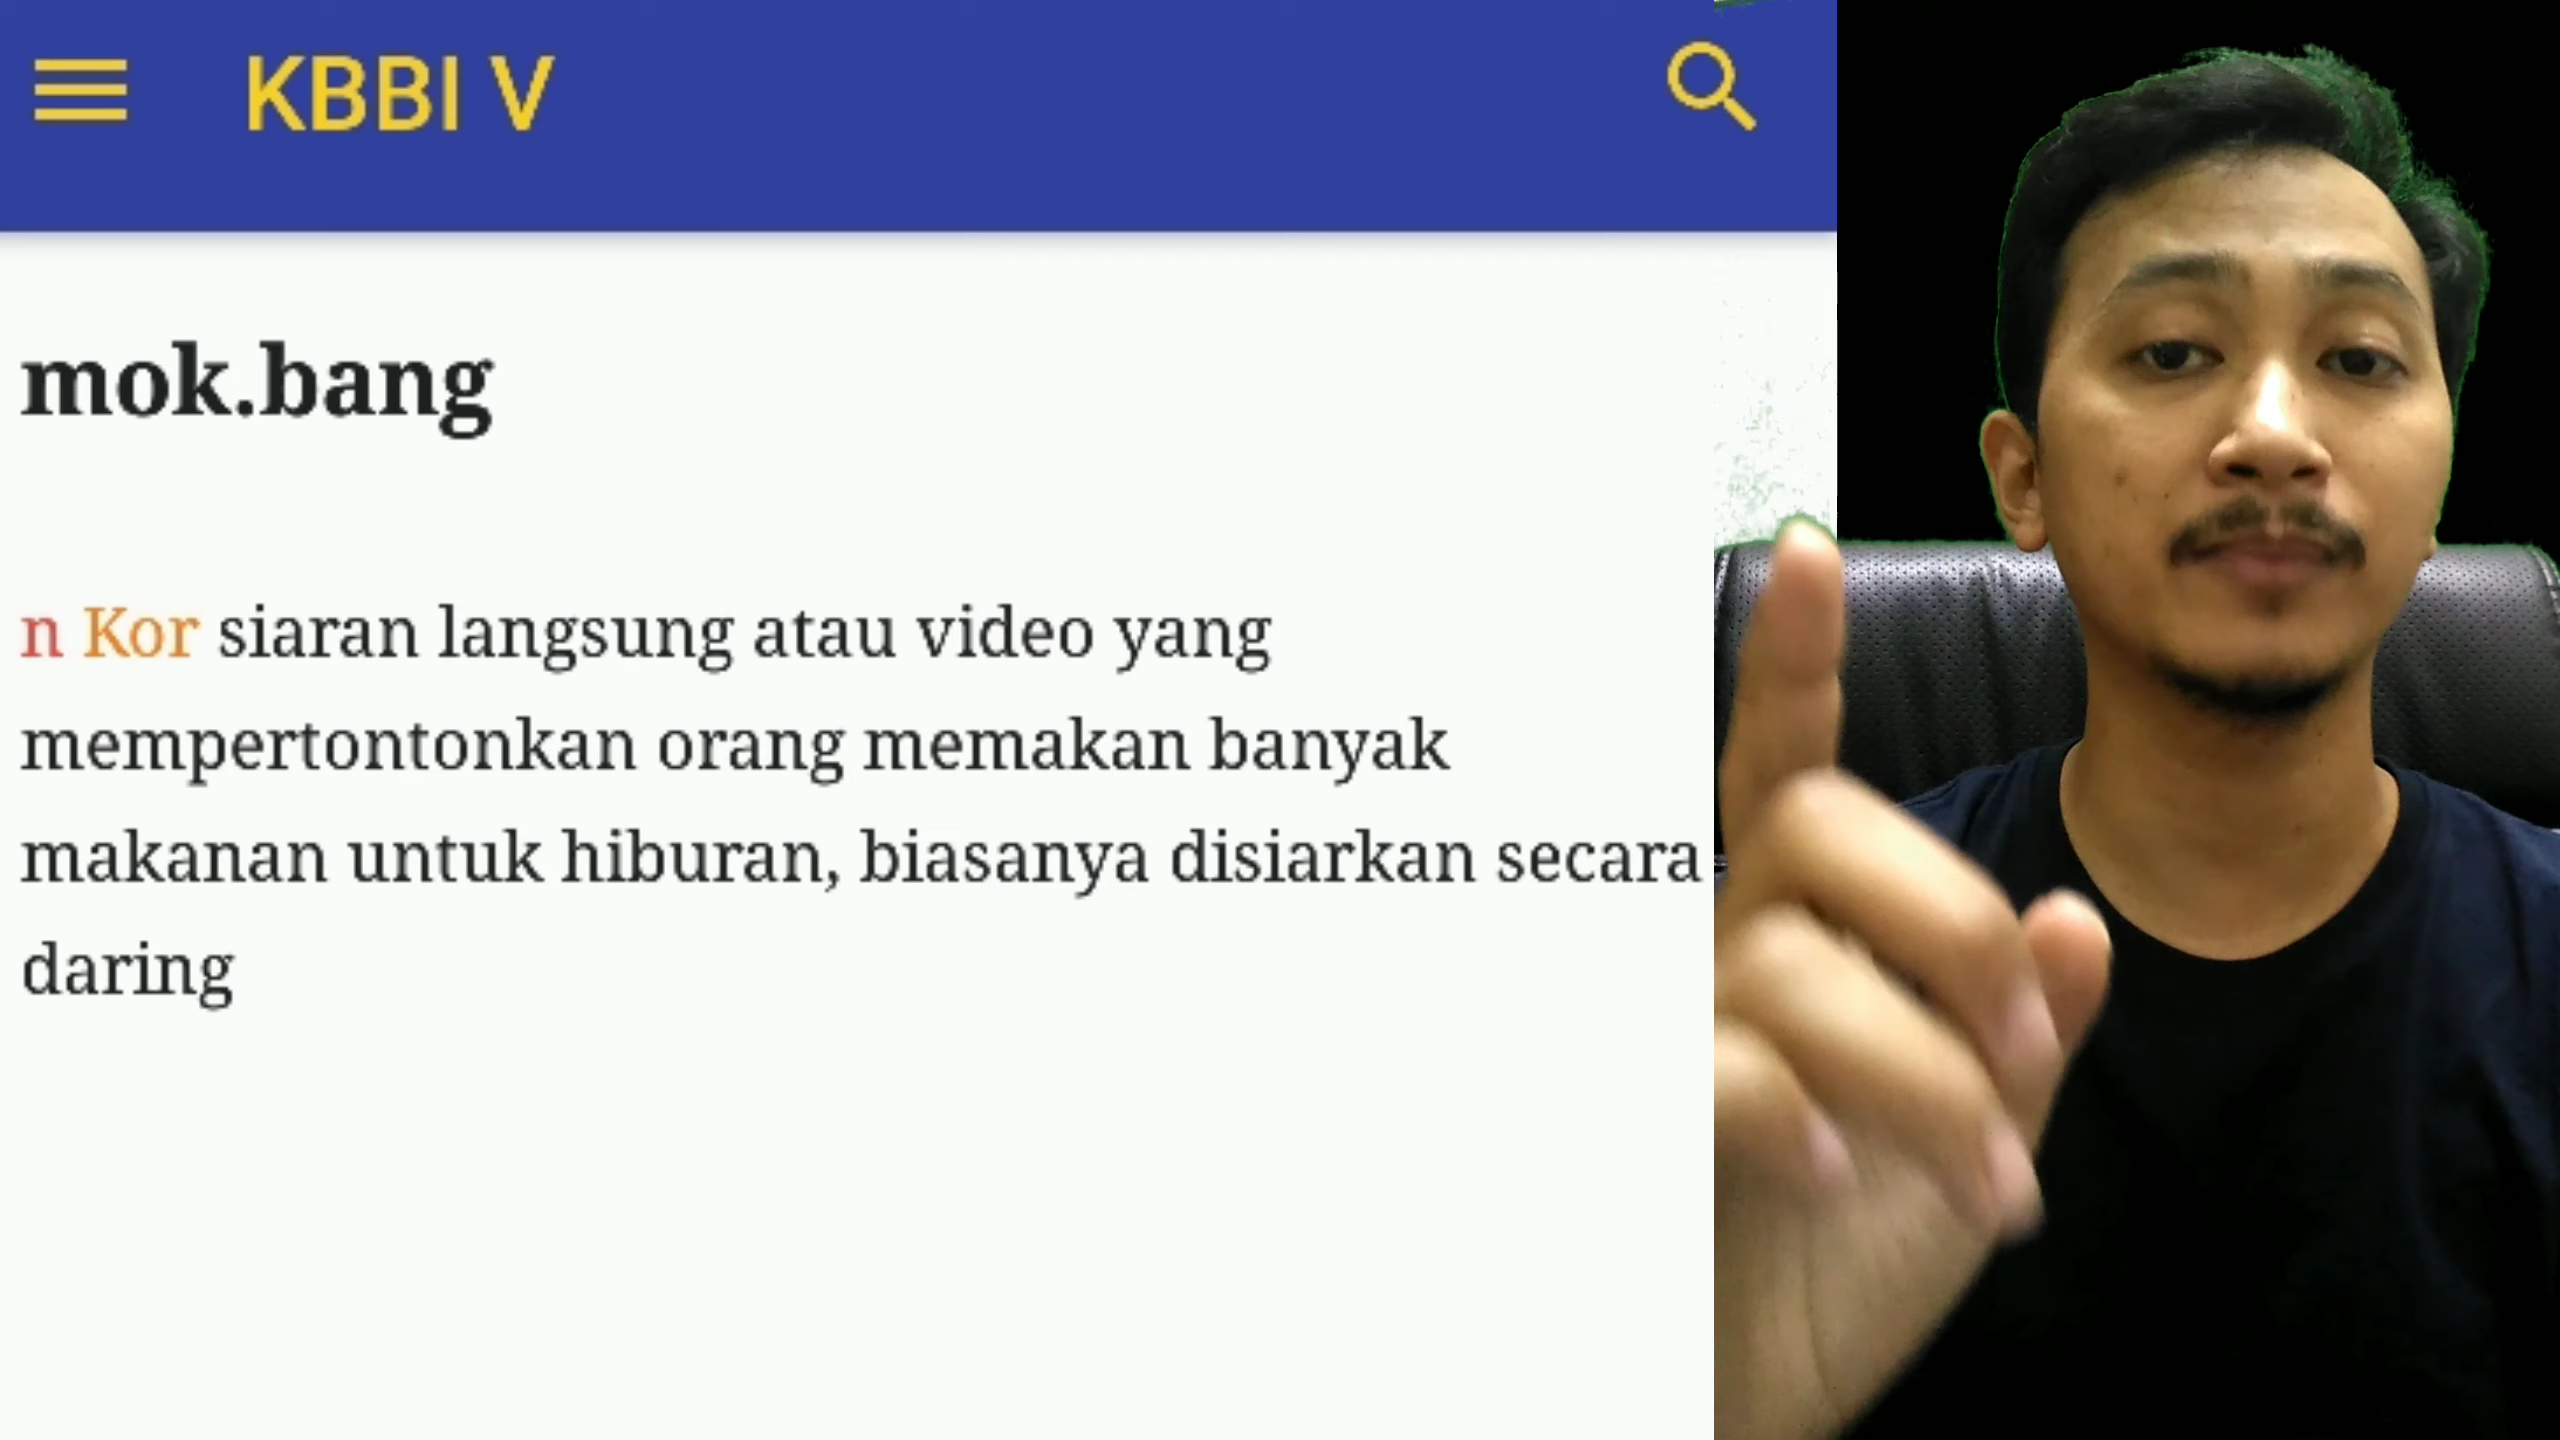 KBBI V
mok.bang
n Kor siaran langsung atau video yang
mempertontonkan orang memakan banyak
makanan untuk hiburan, biasanya disiarkan secara
daring